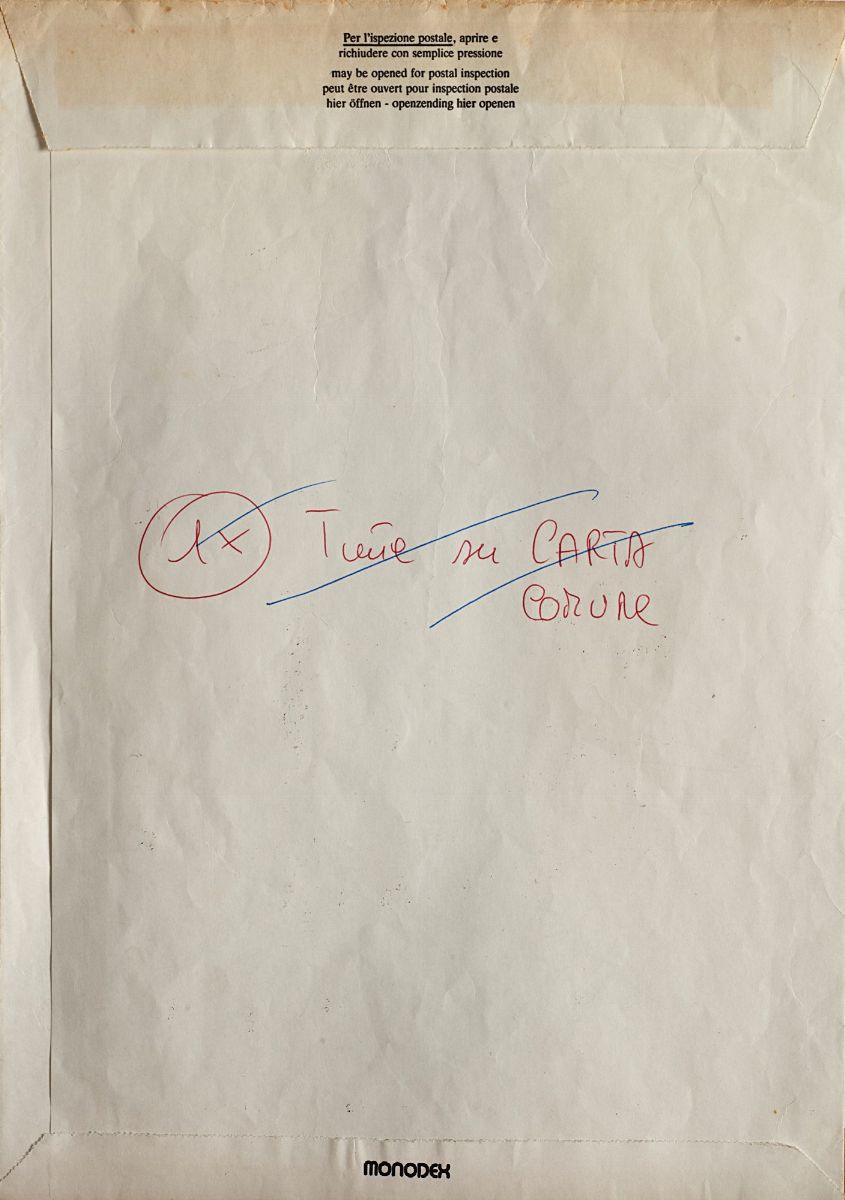 Per l'ispezione postale, aprire e
richiudere con semplice pressione
may be opened for postal inspection
peut être ouvert pour inspection postale
hier öffnen - openzending hier openen
1x Tutte su CARTA
COMUNE
MONODEX